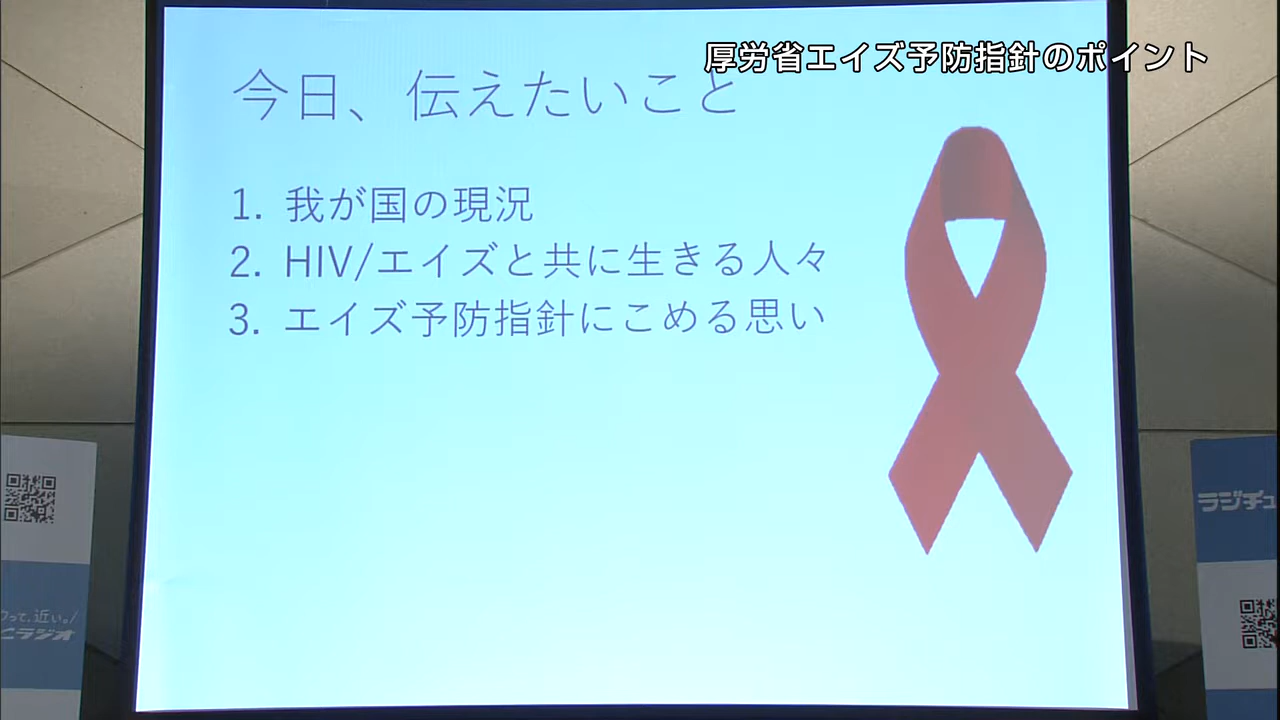 厚労省エイズ予防指針のポイント
今日、伝えたいこと
1. 我が国の現況
2. HIV/エイズと共に生きる人々
3. エイズ予防指針にこめる思い
って、近い。/
ラジオ
ラジチュ